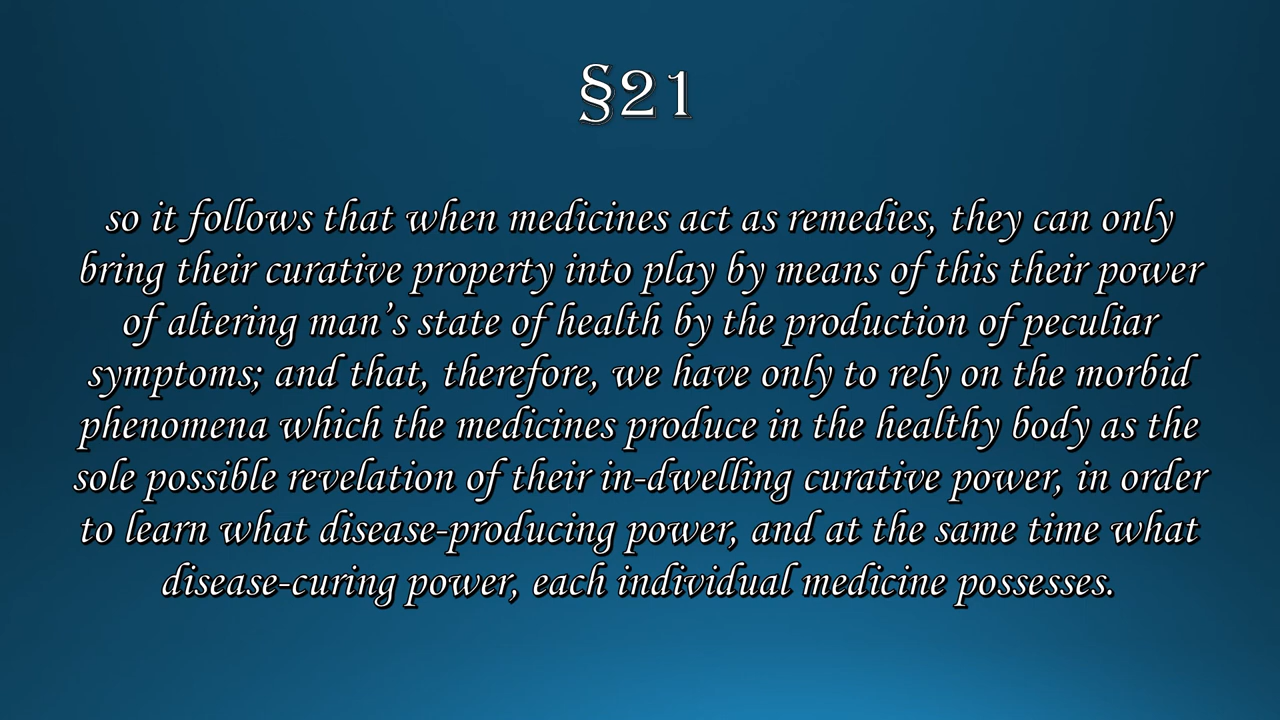 §21
so it follows that when medicines act as remedies, they can only
bring their curative property into play by means of this their power
of altering man’s state of health by the production of peculiar
symptoms; and that, therefore, we have only to rely on the morbid
phenomena which the medicines produce in the healthy body as the
sole possible revelation of their in-dwelling curative power, in order
to learn what disease-producing power, and at the same time what
disease-curing power, each individual medicine possesses.